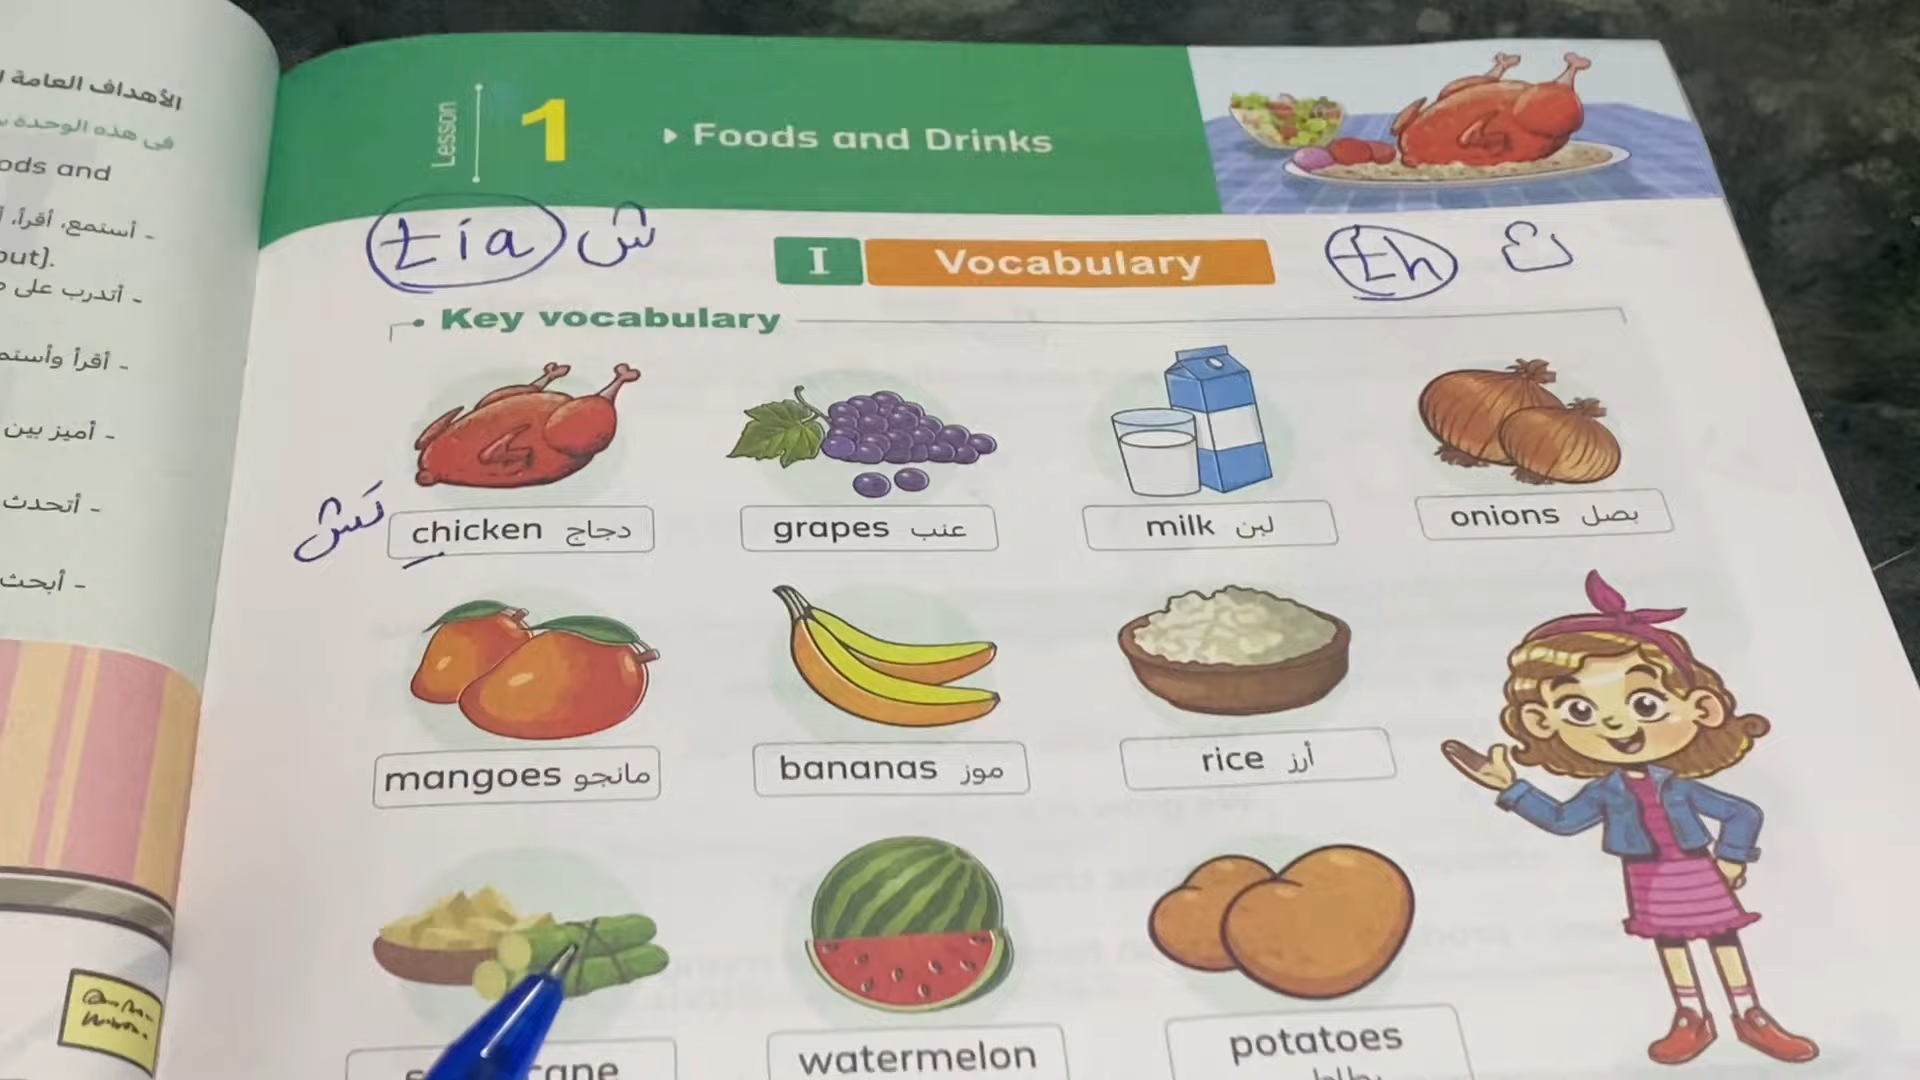 الأهداف العامة
فى هذه الوحدة
ods and
- أستمع، أقرأ،
out].
- أتدرب على
- أقرأ وأستم
- أميز بين
- أتحدث
- أبحث
Lesson 1 Foods and Drinks
tia ش
I Vocabulary
th ث
Key vocabulary
تش
chicken دجاج
grapes عنب
milk لبن
onions بصل
mangoes مانجو
bananas موز
rice أرز
cane
watermelon
potatoes